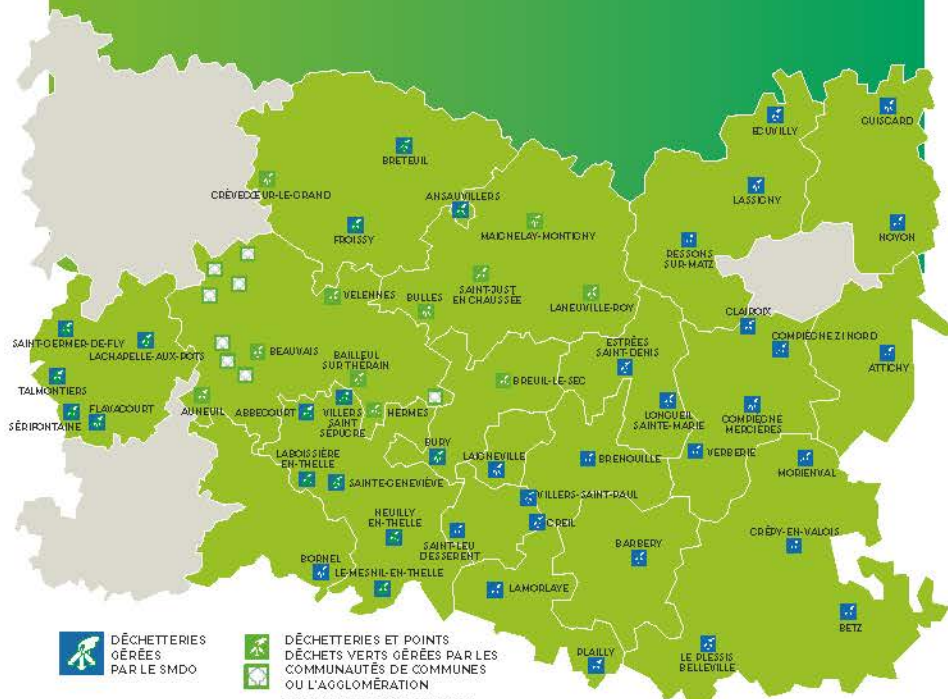 ECUVILLY
GUISCARD
BRETEUIL
CRÈVECŒUR-LE-GRAND
ANSAUVILLERS
LASSIGNY
FROISSY
MAIGNELAY-MONTIGNY
NOYON
RESSONS
SUR-MATZ
SAINT-JUST
EN CHAUSSÉE
VELENNES
BULLES
LANEUVILLE-ROY
CLAIROIX
SAINT-GERMER-DE-FLY
LACHAPELLE-AUX-POTS
COMPIÈGNE ZI NORD
ESTRÉES
SAINT-DENIS
BEAUVAIS
BAILLEUL
SUR THÉRAIN
ATTICHY
TALMONTIERS
BREUIL-LE-SEC
FLAVACOURT
AUNEUIL
ABBECOURT
VILLERS
SAINT
SÉPUCRE
HERMES
LONGUEIL
SAINTE-MARIE
COMPIÈGNE
MERCIÈRES
SÉRIFONTAINE
BURY
LAIGNEVILLE
BRENOUILLE
VERBERIE
MORIENVAL
LABOISSIÈRE
EN-THELLE
SAINTE-GENEVIÈVE
VILLERS-SAINT-PAUL
NEUILLY
EN-THELLE
CREIL
SAINT-LEU
D'ESSERENT
BARBERY
CRÉPY-EN-VALOIS
BORNEL
LE-MESNIL-EN-THELLE
LAMORLAYE
BETZ
PLAILLY
LE PLESSIS
BELLEVILLE
DÉCHETTERIES
GÉRÉES
PAR LE SMDO
DÉCHETTERIES ET POINTS
DÉCHETS VERTS GÉRÉES PAR LES
COMMUNAUTÉS DE COMMUNES
OU L'AGGLOMÉRATION